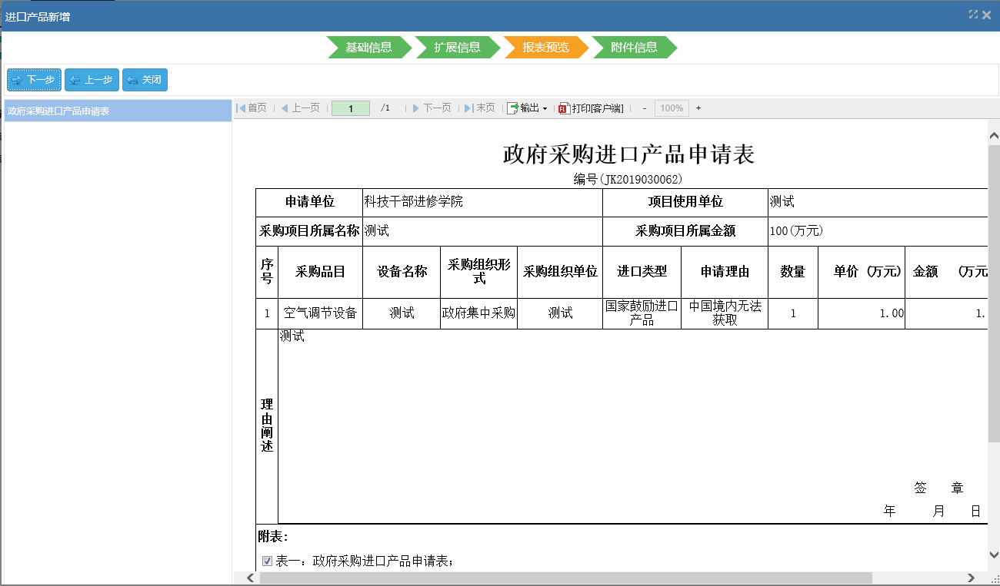 进口产品新增
基础信息 扩展信息 报表预览 附件信息
下一步 上一步 关闭
政府采购进口产品申请表
首页 上一页 1 /1 下一页 末页 输出 打印[客户端] - 100% +
政府采购进口产品申请表
编号(JK2019030062)
申请单位 科技干部进修学院 项目使用单位 测试
采购项目所属名称 测试 采购项目所属金额 100(万元)
序号 采购品目 设备名称 采购组织形式 采购组织单位 进口类型 申请理由 数量 单价 (万元) 金额 (万元
1 空气调节设备 测试 政府集中采购 测试 国家鼓励进口产品 中国境内无法获取 1 1.00 1.
测试
理由阐述
签 章
年 月 日
附表:
表一: 政府采购进口产品申请表;